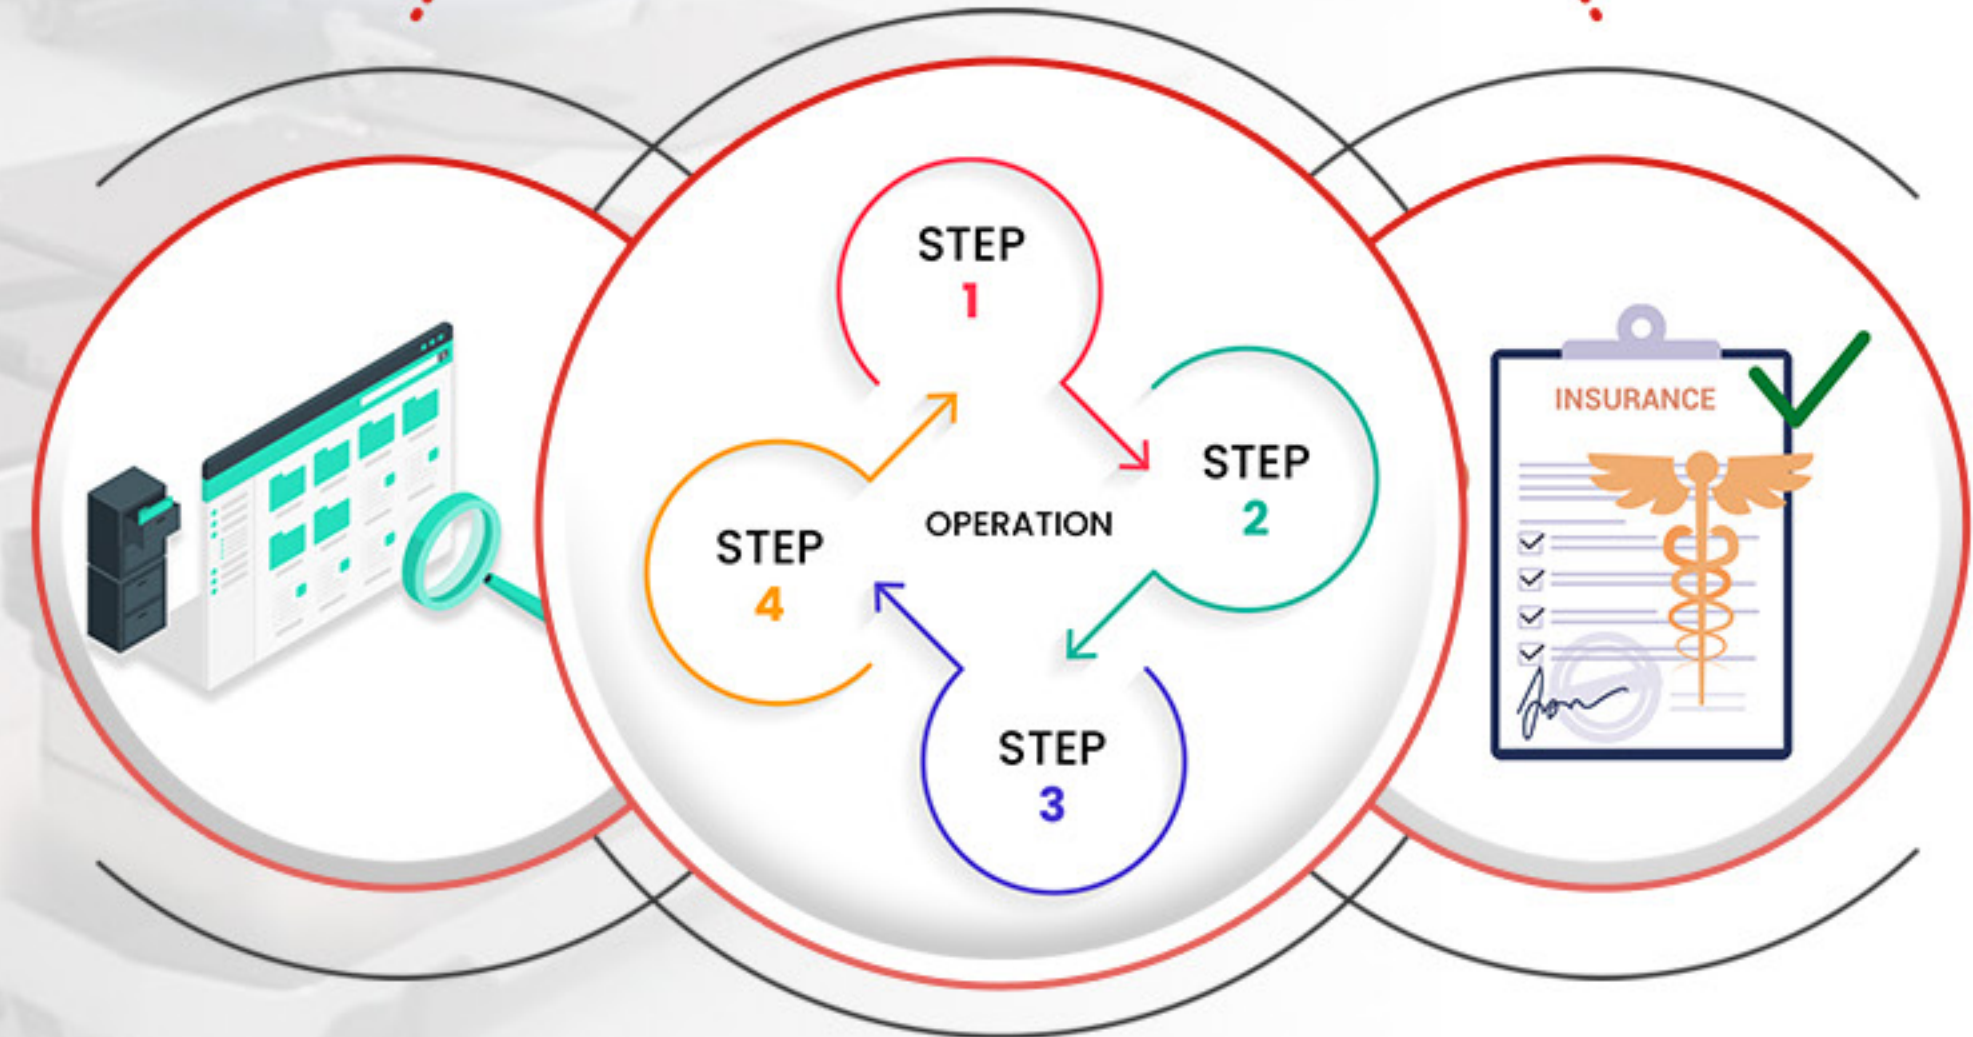 STEP
1
STEP
2
OPERATION
STEP
3
STEP
4
INSURANCE